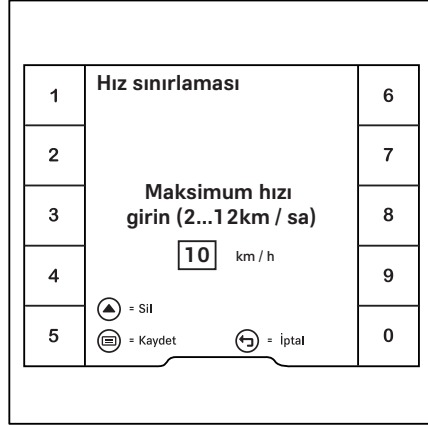 Hız sınırlaması
1
2
3
4
5
6
7
8
9
0
Maksimum hızı
girin (2...12km / sa)
10 km / h
= Sil
= Kaydet
= İptal